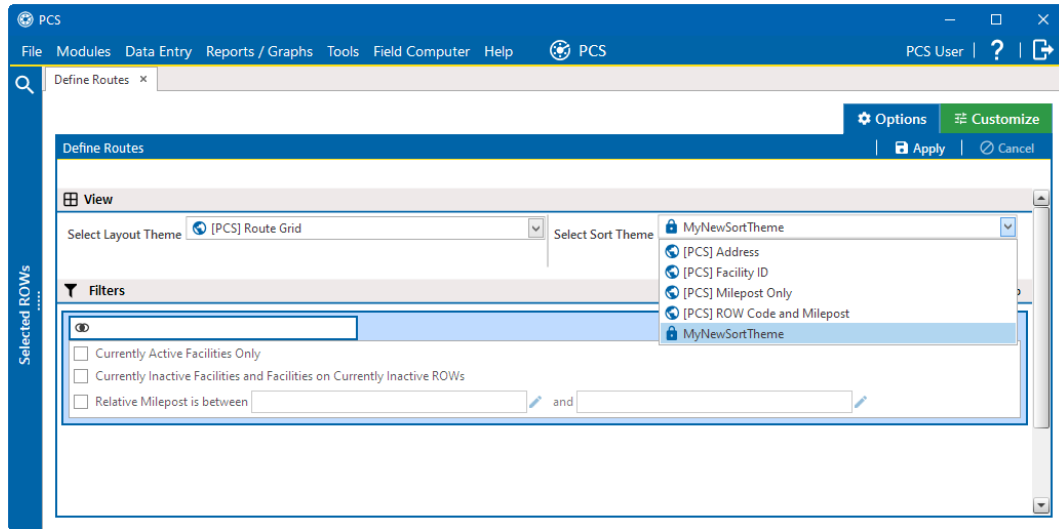 PCS
File Modules Data Entry Reports / Graphs Tools Field Computer Help PCS PCS User | ? |
Define Routes ×
Options Customize
Define Routes | Apply | Cancel
View
Select Layout Theme [PCS] Route Grid Select Sort Theme MyNewSortTheme
[PCS] Address
[PCS] Facility ID
[PCS] Milepost Only
[PCS] ROW Code and Milepost
MyNewSortTheme
Filters
Currently Active Facilities Only
Currently Inactive Facilities and Facilities on Currently Inactive ROWs
Relative Milepost is between and
Selected ROWs